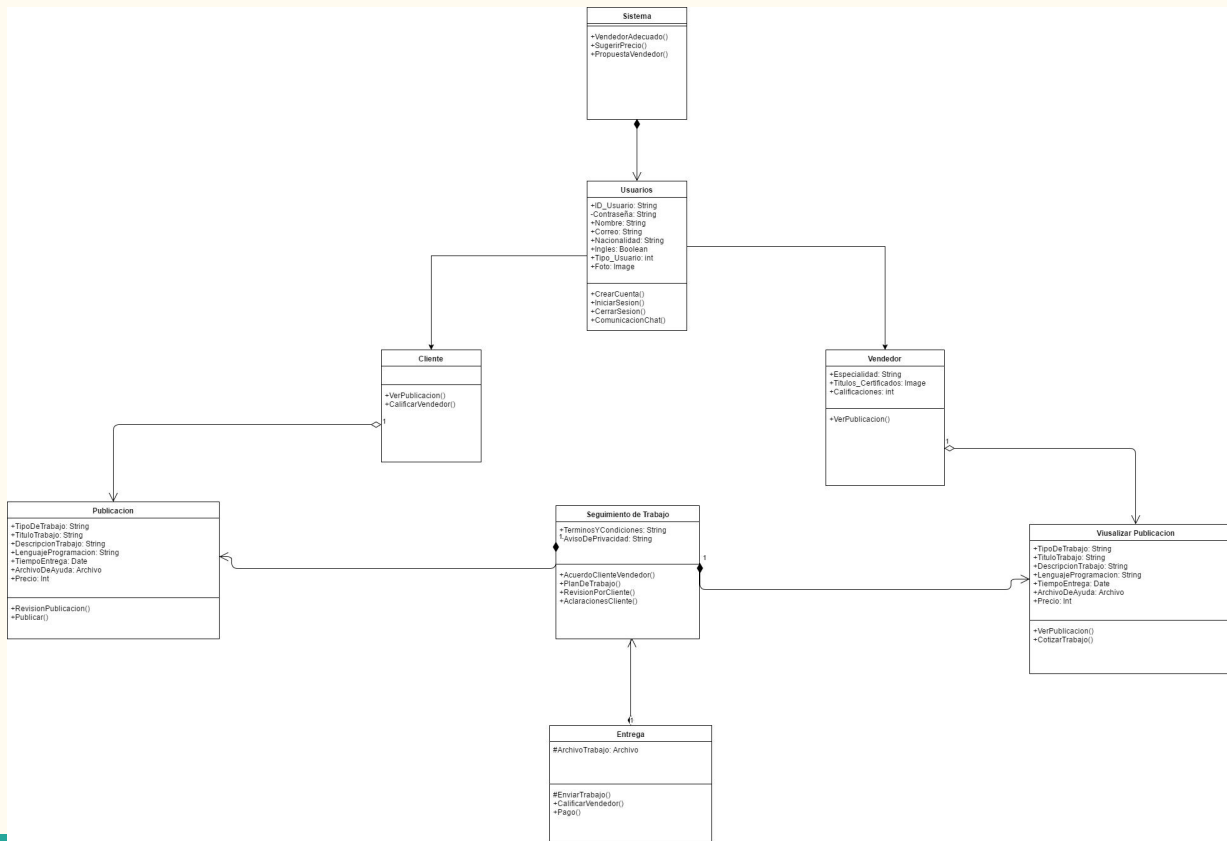 Sistema
+VendedorAdecuado()
+SugerirPrecio()
+PropuestaVendedor()
Usuarios
+ID_Usuario: String
-Contraseña: String
+Nombre: String
+Correo: String
+Nacionalidad: String
+Ingles: Boolean
+Tipo_Usuario: int
+Foto: Image
+CrearCuenta()
+IniciarSesion()
+CerrarSesion()
+ComunicacionChat()
Cliente
+VerPublicacion()
+CalificarVendedor()
1
Vendedor
+Especialidad: String
+Titulos_Certificados: Image
+Calificaciones: int
+VerPublicacion()
1
Publicacion
+TipoDeTrabajo: String
+TituloTrabajo: String
+DescripcionTrabajo: String
+LenguajeProgramacion: String
+TiempoEntrega: Date
+ArchivoDeAyuda: Archivo
+Precio: Int
+RevisionPublicacion()
+Publicar()
Seguimiento de Trabajo
+TerminosYCondiciones: String
+AvisoDePrivacidad: String
1
+AcuerdoClienteVendedor()
+PlanDeTrabajo()
+RevisionPorCliente()
+AclaracionesCliente()
1
Viusalizar Publicacion
+TipoDeTrabajo: String
+TituloTrabajo: String
+DescripcionTrabajo: String
+LenguajeProgramacion: String
+TiempoEntrega: Date
+ArchivoDeAyuda: Archivo
+Precio: Int
+VerPublicacion()
+CotizarTrabajo()
1
Entrega
#ArchivoTrabajo: Archivo
#EnviarTrabajo()
+CalificarVendedor()
+Pago()